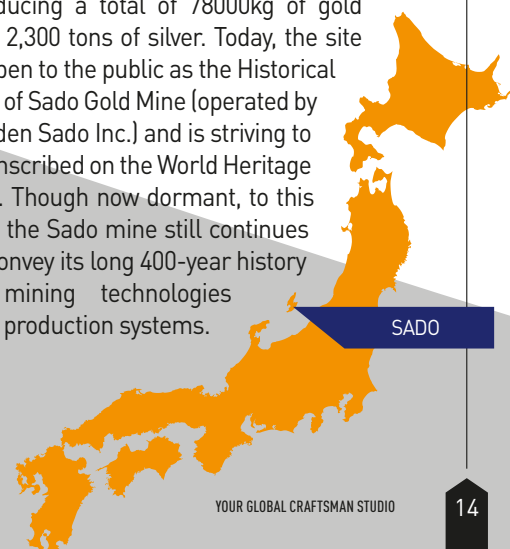 ducing a total of 78000kg of gold
2,300 tons of silver. Today, the site
pen to the public as the Historical
of Sado Gold Mine (operated by
den Sado Inc.) and is striving to
nscribed on the World Heritage
. Though now dormant, to this
the Sado mine still continues
onvey its long 400-year history
mining technologies
production systems.
SADO
YOUR GLOBAL CRAFTSMAN STUDIO
14